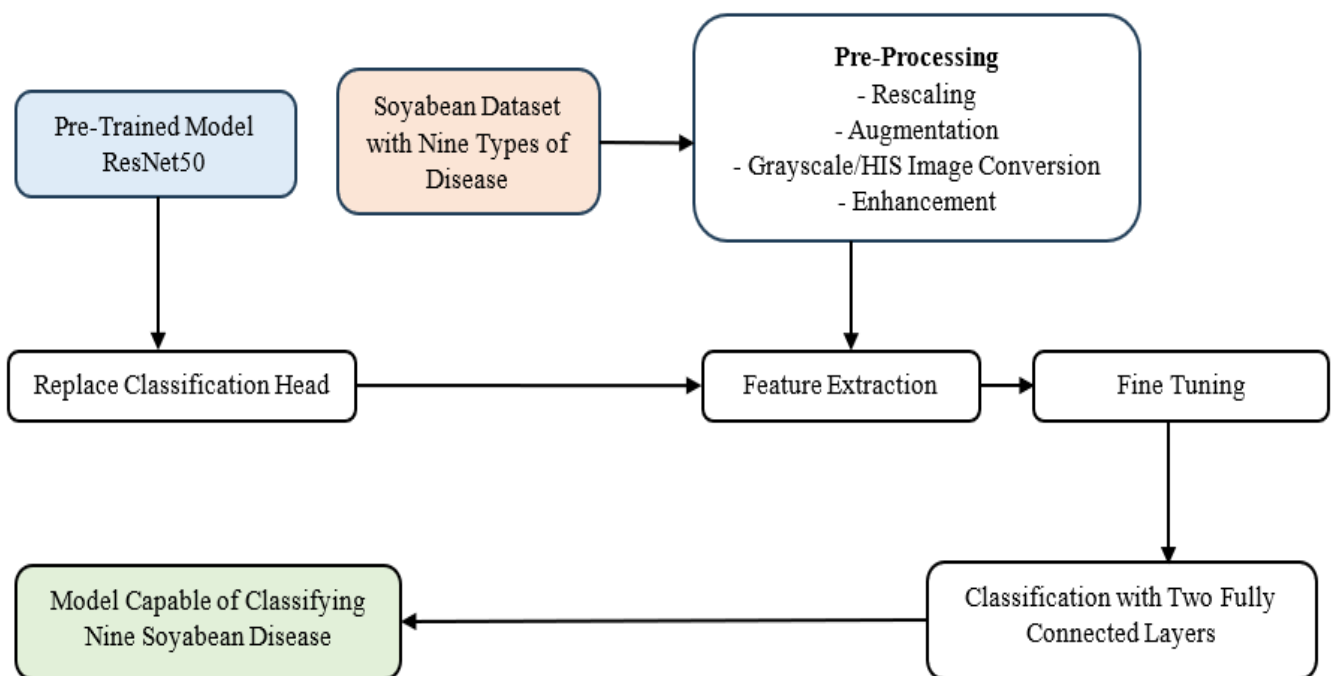 Pre-Trained Model
ResNet50
Soyabean Dataset
with Nine Types of
Disease
Pre-Processing
- Rescaling
- Augmentation
- Grayscale/HIS Image Conversion
- Enhancement
Replace Classification Head
Feature Extraction
Fine Tuning
Model Capable of Classifying
Nine Soyabean Disease
Classification with Two Fully
Connected Layers